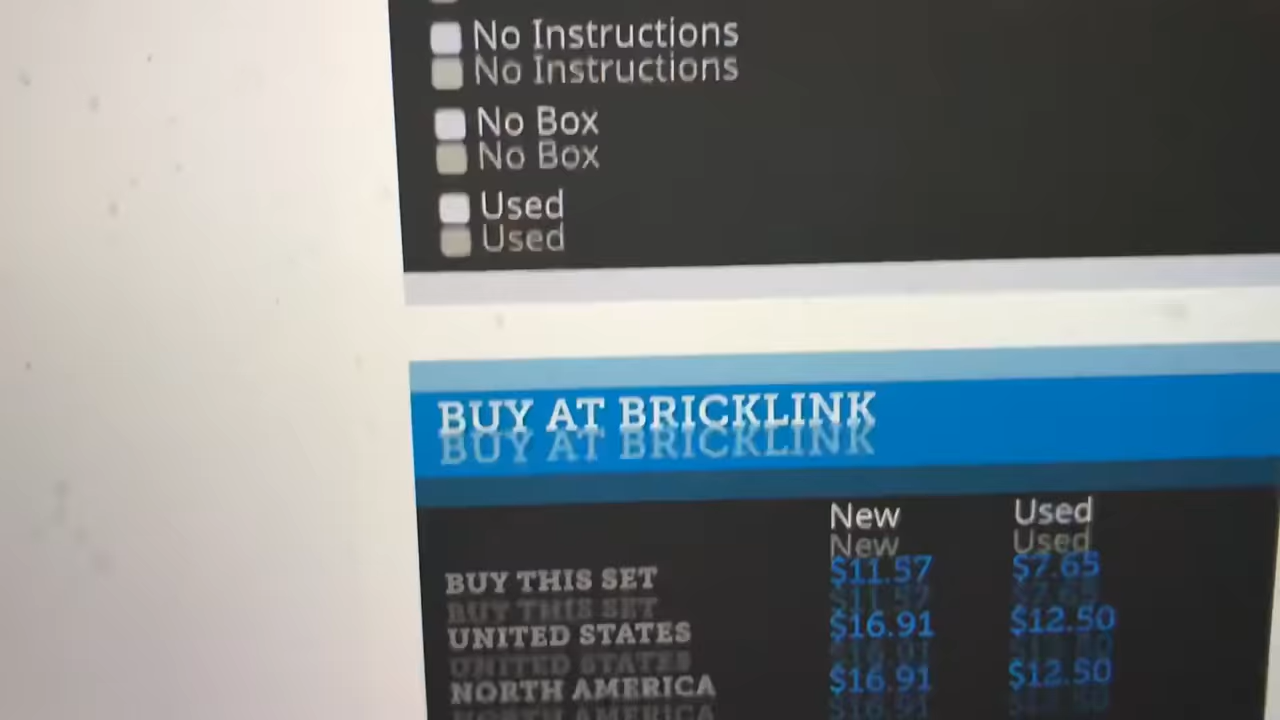 No Instructions
No Box
Used
BUY AT BRICKLINK
New Used
BUY THIS SET $11.57 $7.65
UNITED STATES $16.91 $12.50
NORTH AMERICA $16.91 $12.50